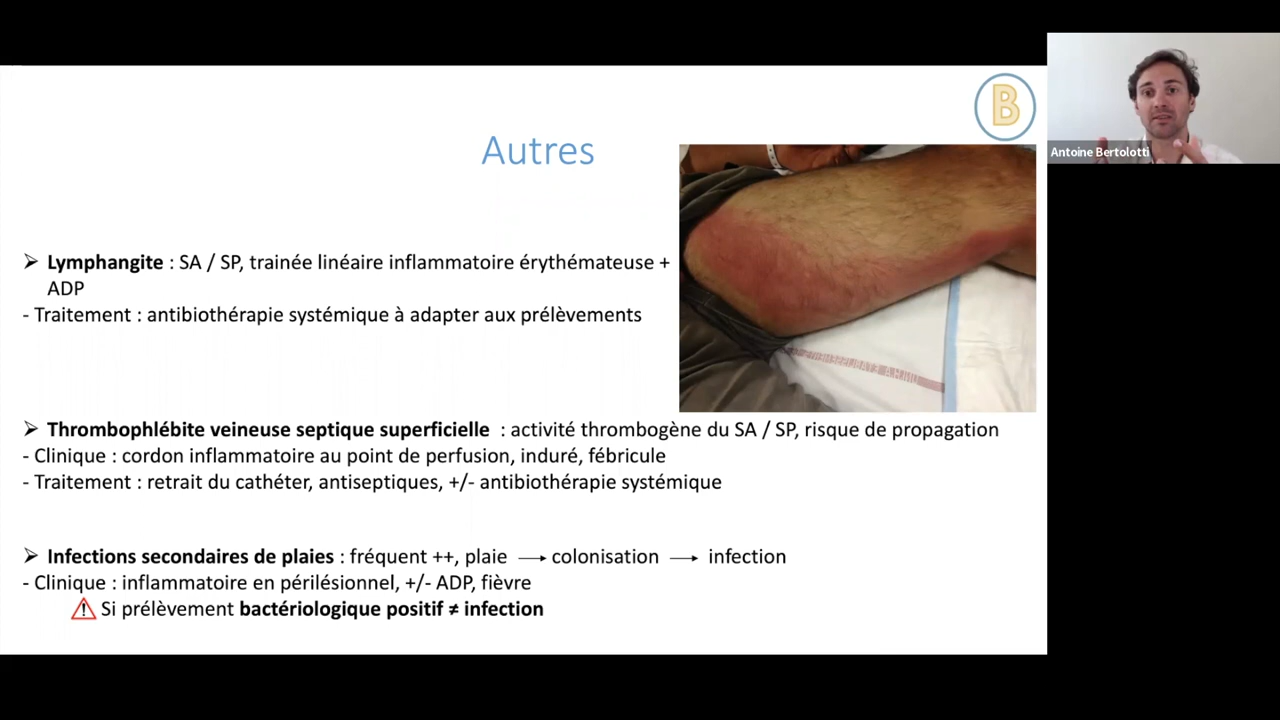 B
Autres
Antoine Bertolotti
➢ Lymphangite : SA / SP, trainée linéaire inflammatoire érythémateuse +
ADP
- Traitement : antibiothérapie systémique à adapter aux prélèvements
➢ Thrombophlébite veineuse septique superficielle : activité thrombogène du SA / SP, risque de propagation
- Clinique : cordon inflammatoire au point de perfusion, induré, fébricule
- Traitement : retrait du cathéter, antiseptiques, +/- antibiothérapie systémique
➢ Infections secondaires de plaies : fréquent ++, plaie → colonisation → infection
- Clinique : inflammatoire en périlésionnel, +/- ADP, fièvre
⚠ Si prélèvement bactériologique positif ≠ infection